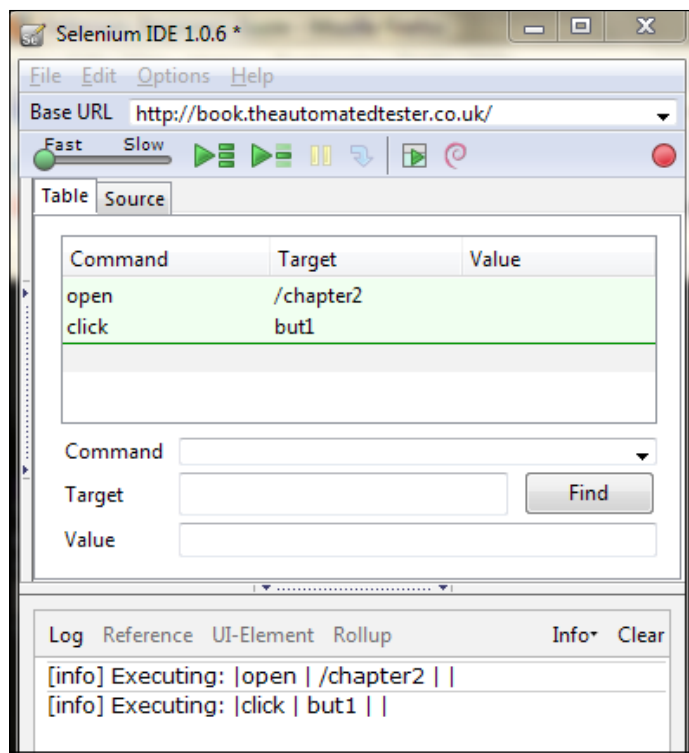 Selenium IDE 1.0.6 *
File Edit Options Help
Base URL http://book.theautomatedtester.co.uk/
Fast Slow
Table Source
Command Target Value
open /chapter2
click but1
Command
Target Find
Value
Log Reference UI-Element Rollup Info Clear
[info] Executing: |open | /chapter2 | |
[info] Executing: |click | but1 | |